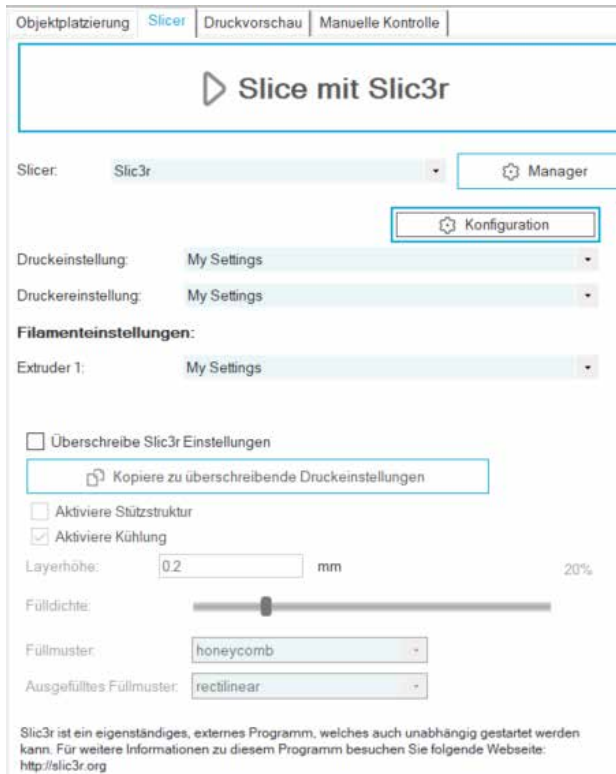 Objektplatzierung Slicer Druckvorschau Manuelle Kontrolle
Slice mit Slic3r
Slicer: Slic3r Manager
Konfiguration
Druckeinstellung: My Settings
Druckereinstellung: My Settings
Filamenteinstellungen:
Extruder 1: My Settings
Überschreibe Slic3r Einstellungen
Kopiere zu überschreibende Druckeinstellungen
Aktiviere Stützstruktur
Aktiviere Kühlung
Layerhöhe: 0.2 mm 20%
Fülldichte:
Füllmuster: honeycomb
Ausgefülltes Füllmuster: rectilinear
Slic3r ist ein eigenständiges, externes Programm, welches auch unabhängig gestartet werden
kann. Für weitere Informationen zu diesem Programm besuchen Sie folgende Webseite:
http://slic3r.org